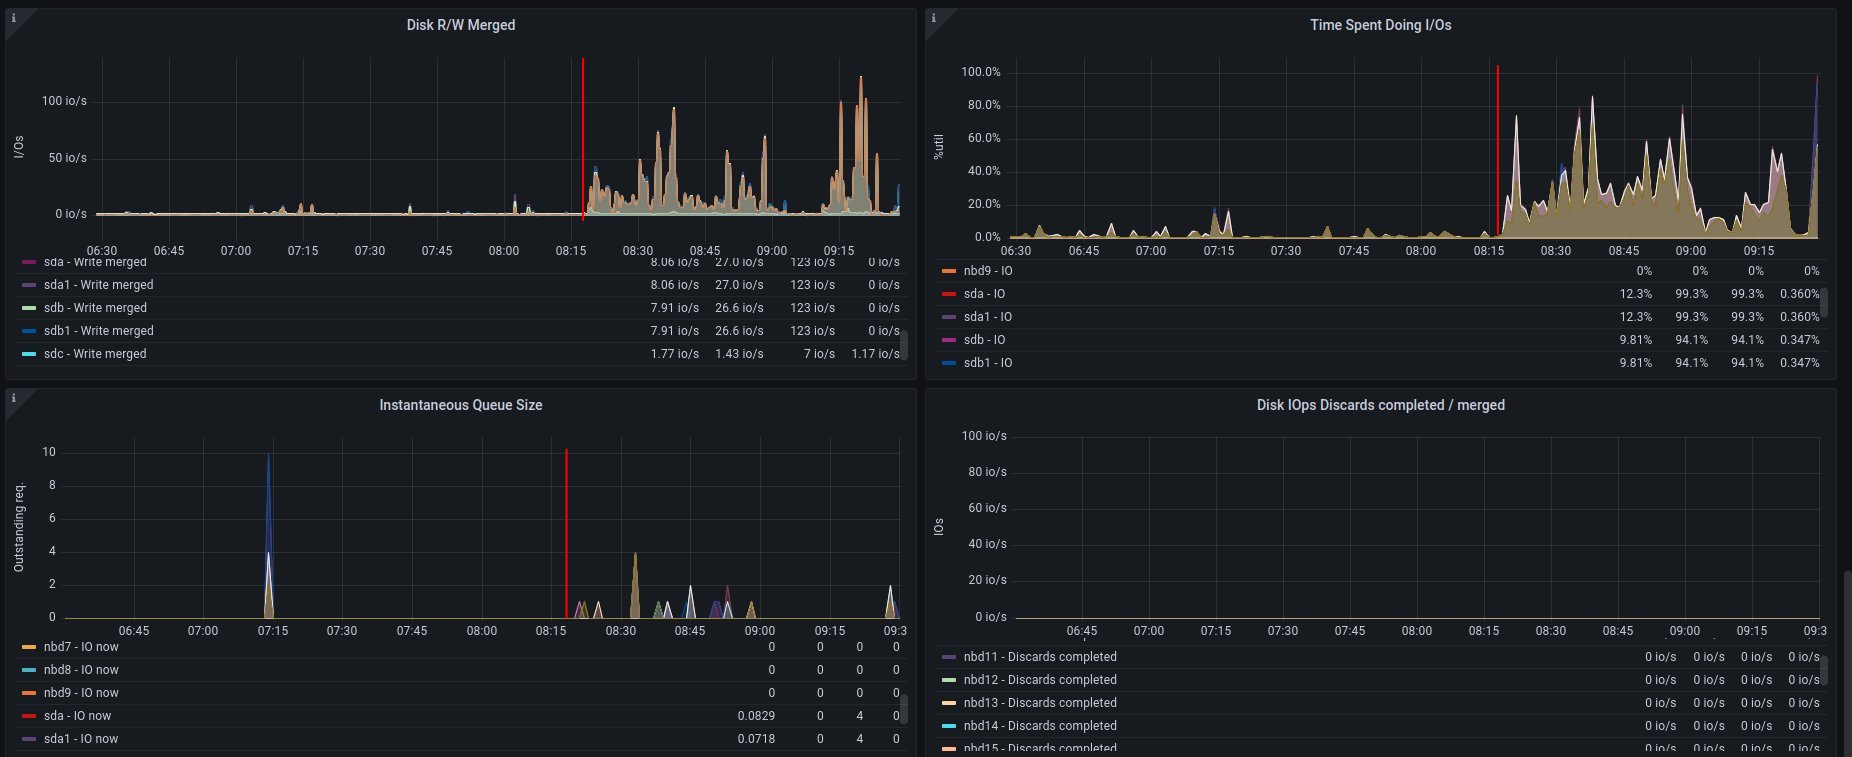 i
Disk R/W Merged
I/Os
100 io/s
50 io/s
0 io/s
06:30 06:45 07:00 07:15 07:30 07:45 08:00 08:15 08:30 08:45 09:00 09:15
sda - Write merged 8.06 io/s 27.0 io/s 123 io/s 0 io/s
sda1 - Write merged 8.06 io/s 27.0 io/s 123 io/s 0 io/s
sdb - Write merged 7.91 io/s 26.6 io/s 123 io/s 0 io/s
sdb1 - Write merged 7.91 io/s 26.6 io/s 123 io/s 0 io/s
sdc - Write merged 1.77 io/s 1.43 io/s 7 io/s 1.17 io/s
i
Time Spent Doing I/Os
%util
100.0%
80.0%
60.0%
40.0%
20.0%
0.0%
06:30 06:45 07:00 07:15 07:30 07:45 08:00 08:15 08:30 08:45 09:00 09:15
nbd9 - IO 0% 0% 0% 0%
sda - IO 12.3% 99.3% 99.3% 0.360%
sda1 - IO 12.3% 99.3% 99.3% 0.360%
sdb - IO 9.81% 94.1% 94.1% 0.347%
sdb1 - IO 9.81% 94.1% 94.1% 0.347%
i
Instantaneous Queue Size
Outstanding req.
10
8
6
4
2
0
06:45 07:00 07:15 07:30 07:45 08:00 08:15 08:30 08:45 09:00 09:15 09:3
nbd7 - IO now 0 0 0 0
nbd8 - IO now 0 0 0 0
nbd9 - IO now 0 0 0 0
sda - IO now 0.0829 0 4 0
sda1 - IO now 0.0718 0 4 0
Disk IOps Discards completed / merged
IOs
100 io/s
80 io/s
60 io/s
40 io/s
20 io/s
0 io/s
06:45 07:00 07:15 07:30 07:45 08:00 08:15 08:30 08:45 09:00 09:15 09:3
nbd11 - Discards completed 0 io/s 0 io/s 0 io/s 0 io/s
nbd12 - Discards completed 0 io/s 0 io/s 0 io/s 0 io/s
nbd13 - Discards completed 0 io/s 0 io/s 0 io/s 0 io/s
nbd14 - Discards completed 0 io/s 0 io/s 0 io/s 0 io/s
nbd15 - Discards completed 0 io/s 0 io/s 0 io/s 0 io/s